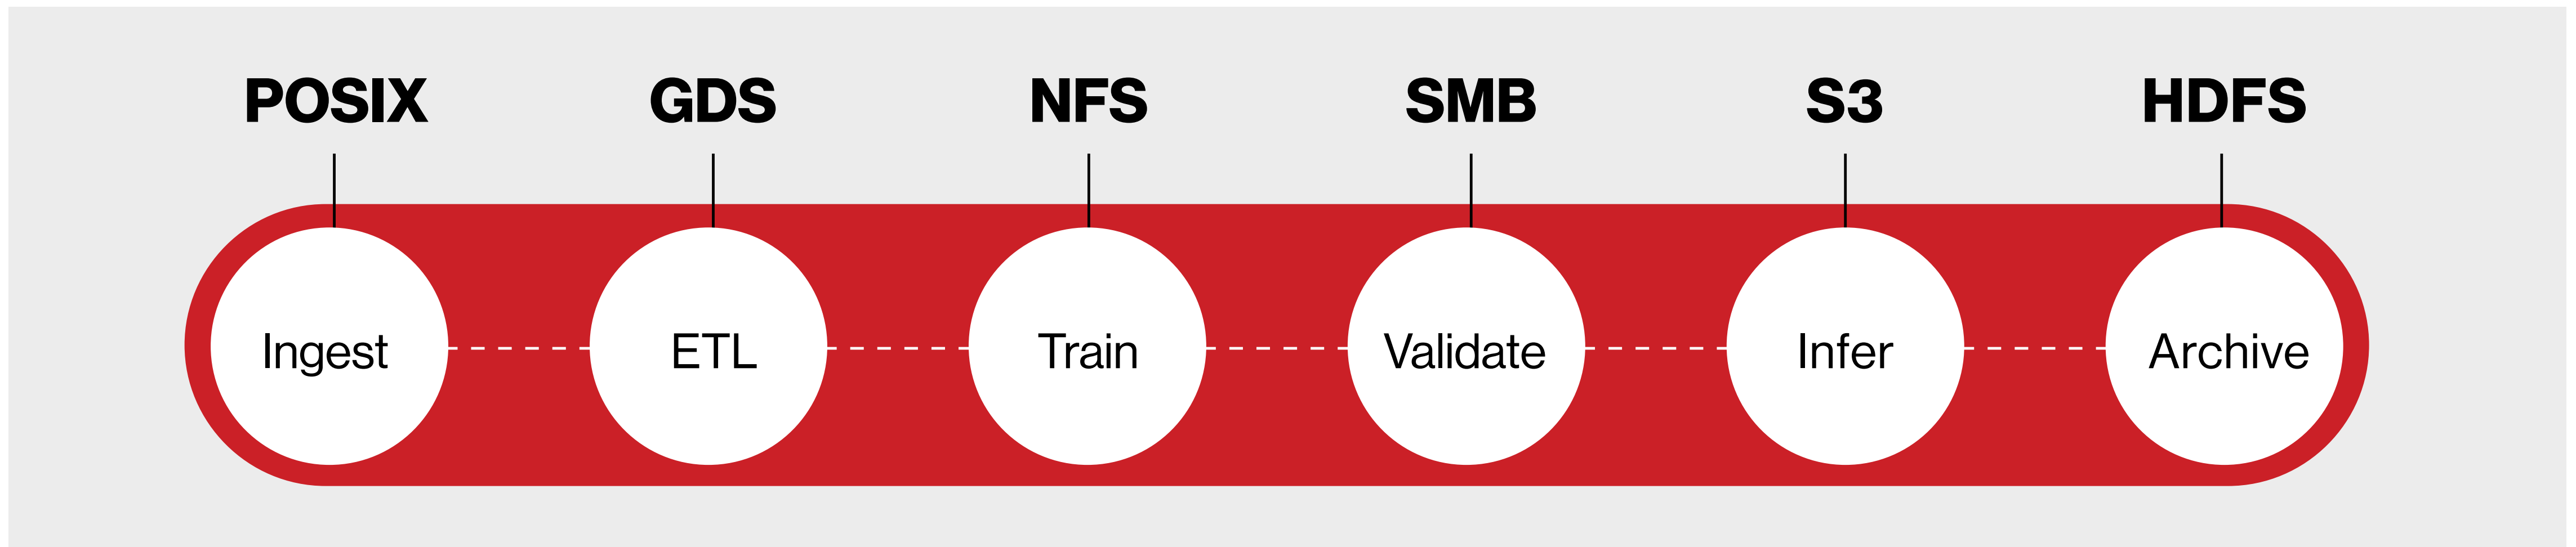 POSIX GDS NFS SMB S3 HDFS
Ingest ETL Train Validate Infer Archive